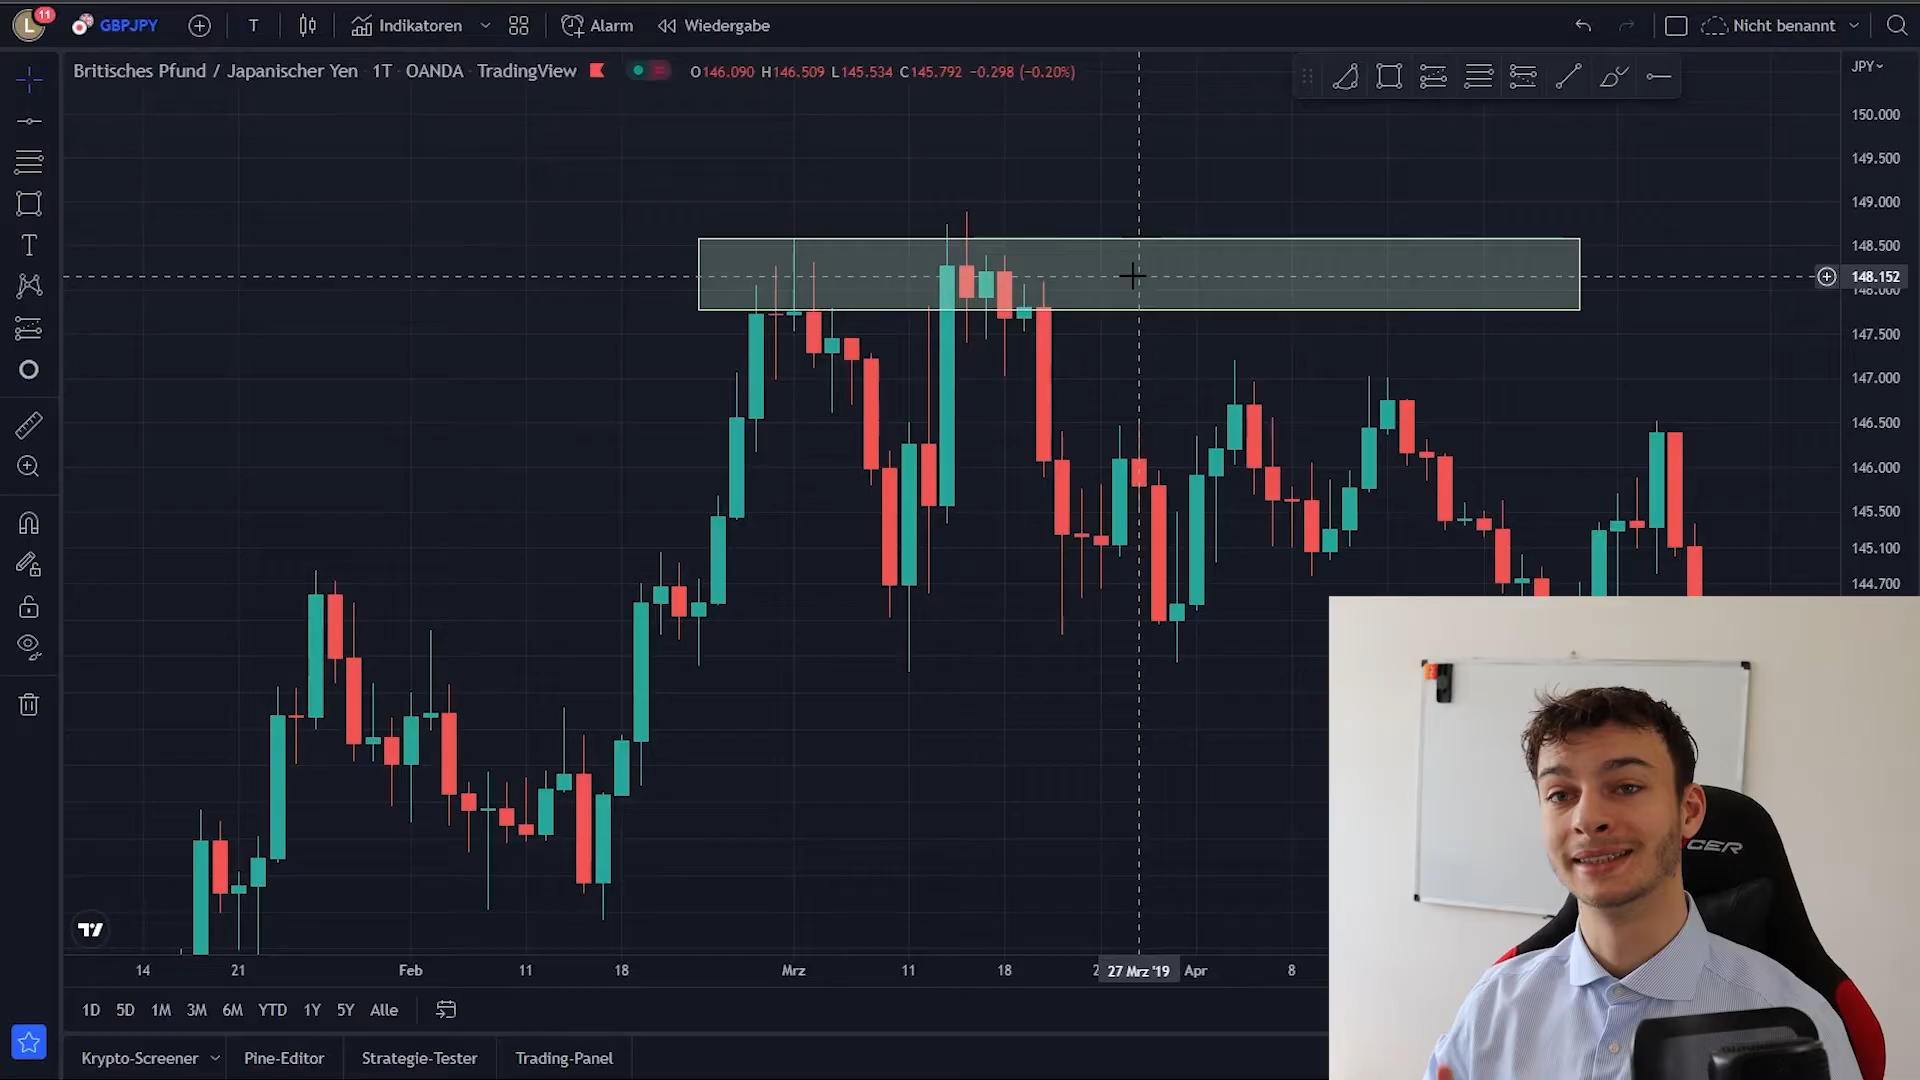 L 11 GBPJPY T Indikatoren Alarm Wiedergabe Nicht benannt
Britisches Pfund / Japanischer Yen 1T OANDA TradingView O146.090 H146.509 L145.534 C145.792 −0.298 (−0.20%)
JPY
150.000
149.500
149.000
148.500
148.152
148.000
147.500
147.000
146.500
146.000
145.500
145.100
144.700
14 21 Feb 11 18 Mrz 11 18 27 Mrz '19 Apr 8
1D 5D 1M 3M 6M YTD 1Y 5Y Alle
Krypto-Screener Pine-Editor Strategie-Tester Trading-Panel